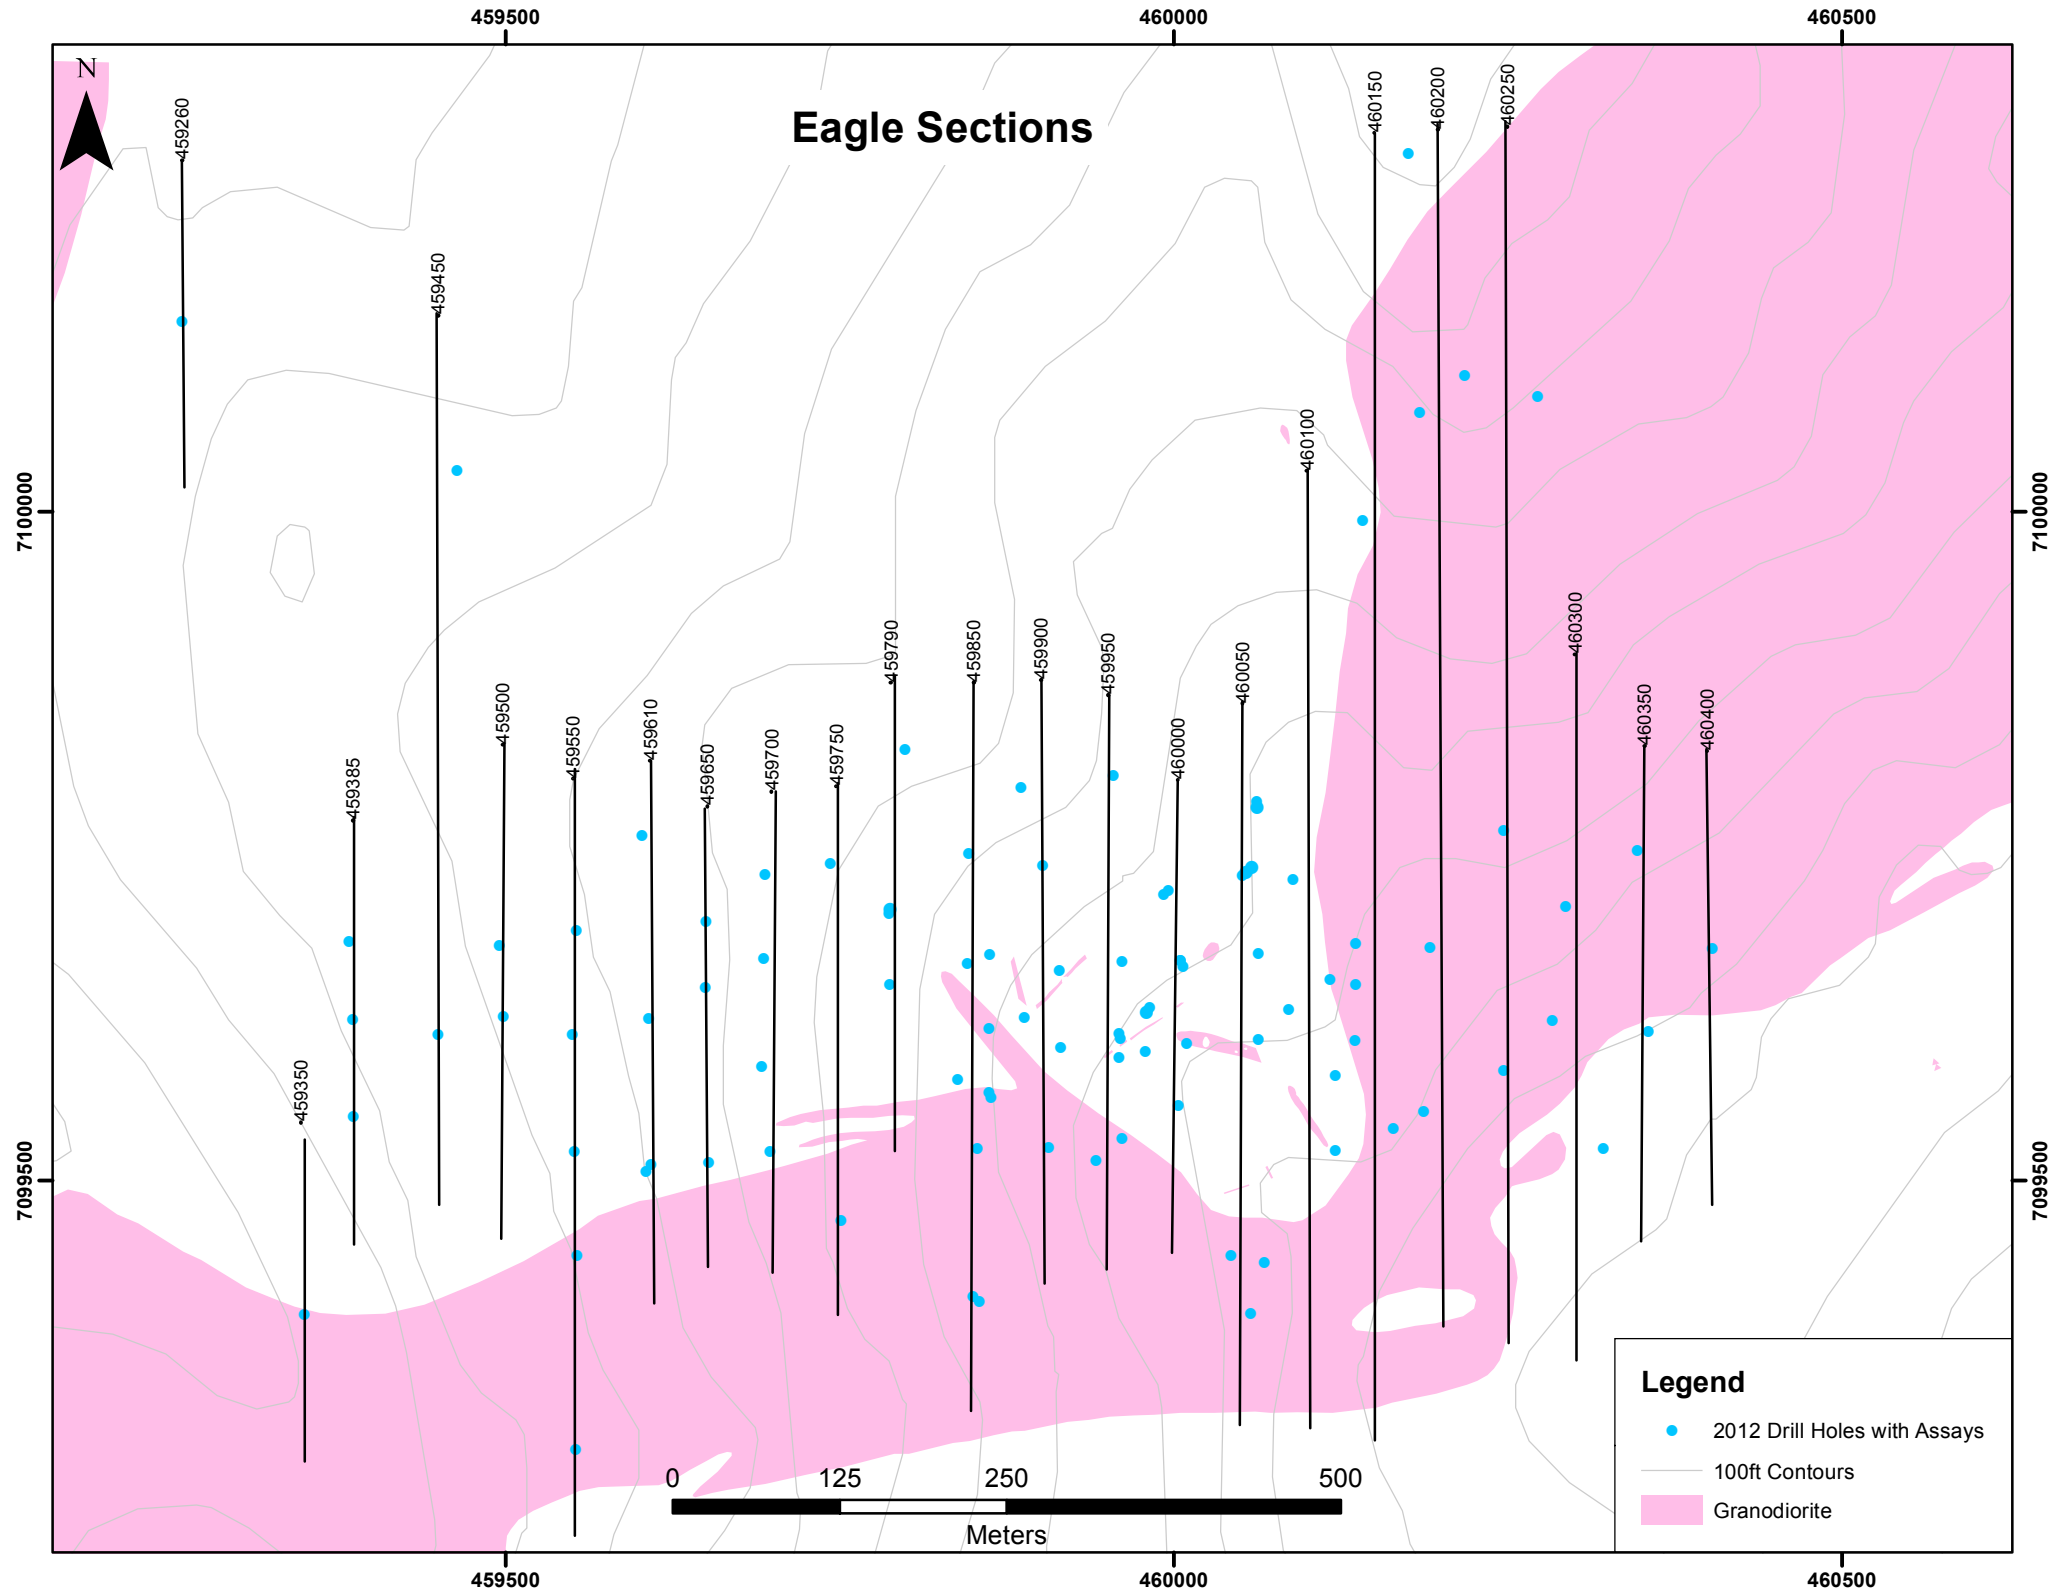 459500 460000 460500
N
Eagle Sections
459260
459450
460150
460200
460250
460100
7100000
7100000
459350
459385
459500
459550
459610
459650
459700
459750
459790
459850
459900
459950
460000
460050
460300
460350
460400
7099500
7099500
0 125 250 500
Meters
Legend
2012 Drill Holes with Assays
100ft Contours
Granodiorite
459500 460000 460500